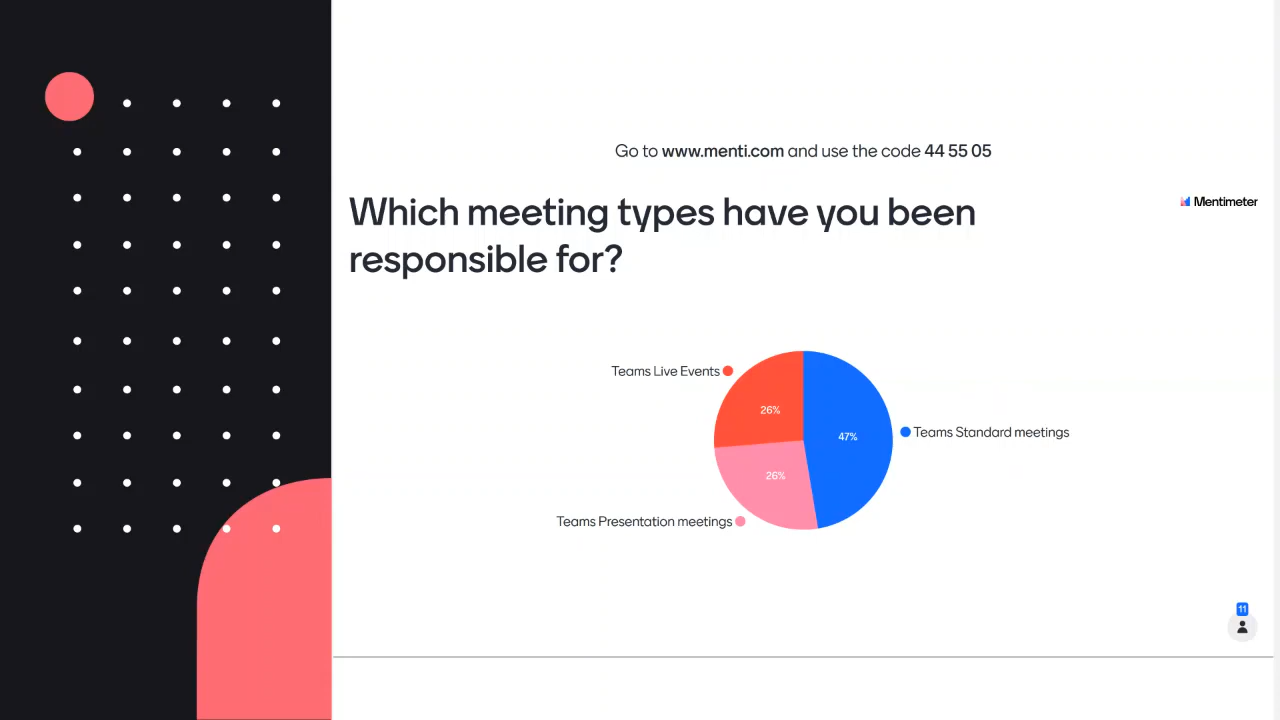 Go to www.menti.com and use the code 44 55 05
Which meeting types have you been
responsible for?
Mentimeter
Teams Live Events
26%
47%
Teams Standard meetings
26%
Teams Presentation meetings
11